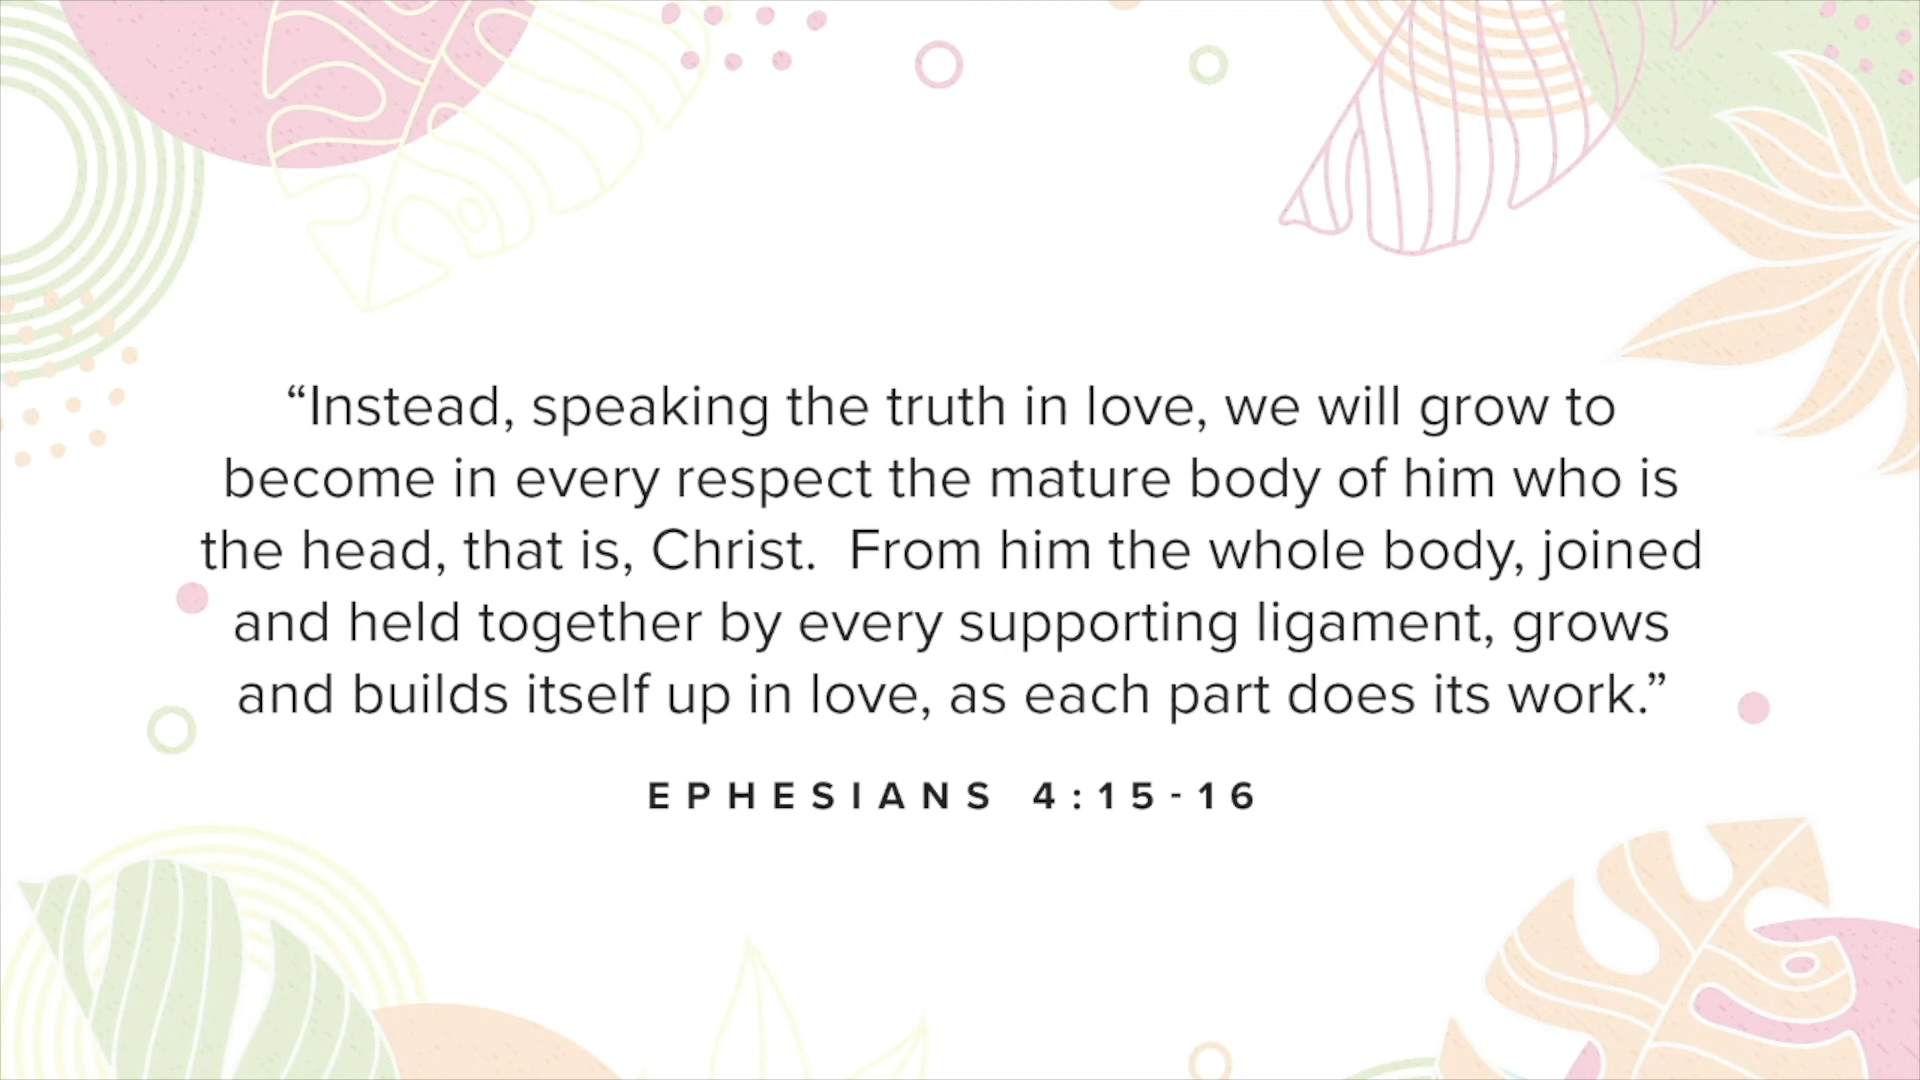 “Instead, speaking the truth in love, we will grow to
become in every respect the mature body of him who is
the head, that is, Christ.  From him the whole body, joined
and held together by every supporting ligament, grows
and builds itself up in love, as each part does its work.”
EPHESIANS 4:15-16